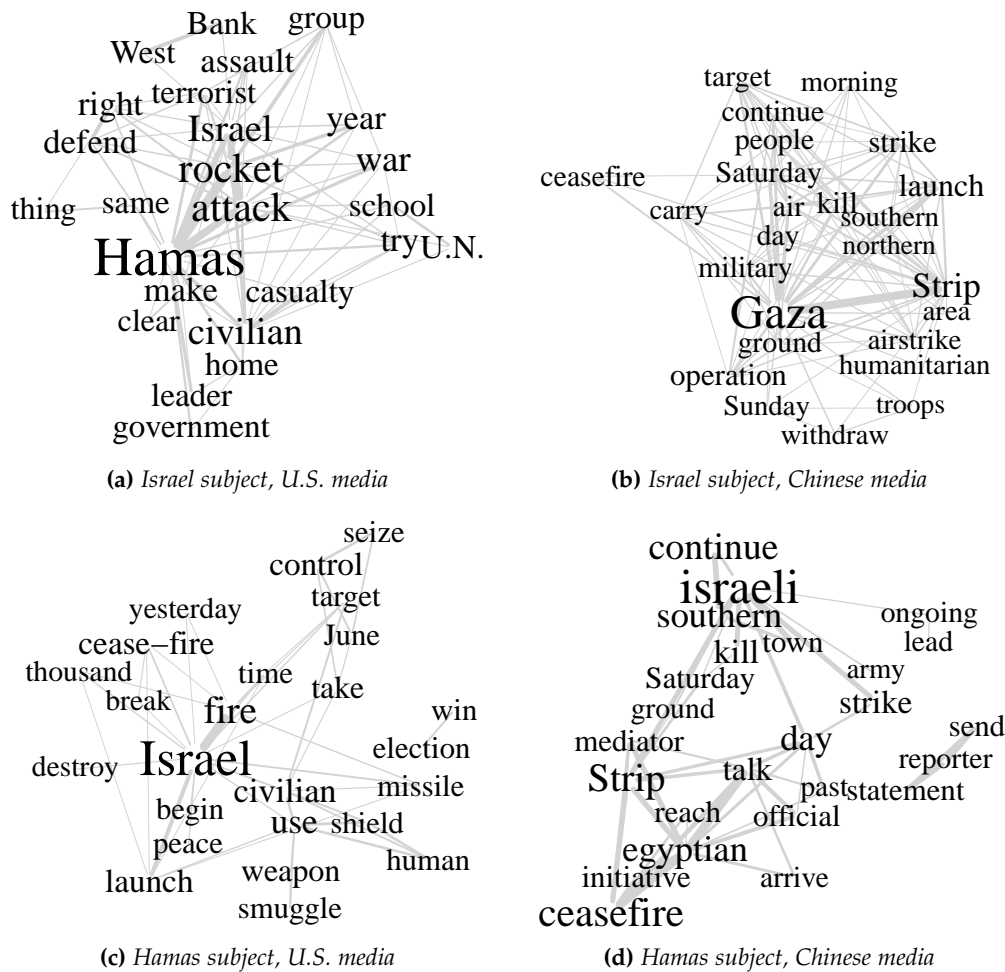 Bank
group
West
assault
right
terrorist
Israel
year
defend
rocket
war
thing
same
attack
school
try
U.N.
Hamas
make
casualty
clear
civilian
home
leader
government
(a) Israel subject, U.S. media
target
morning
continue
people
strike
ceasefire
Saturday
launch
carry
air
kill
southern
day
northern
military
Strip
Gaza
area
ground
airstrike
operation
humanitarian
Sunday
troops
withdraw
(b) Israel subject, Chinese media
seize
control
target
yesterday
June
cease–fire
thousand
time
take
break
fire
win
Israel
election
destroy
civilian
missile
begin
use
shield
peace
human
launch
weapon
smuggle
(c) Hamas subject, U.S. media
continue
israeli
southern
ongoing
kill
town
lead
Saturday
army
ground
strike
mediator
day
send
Strip
talk
reporter
past
statement
reach
official
egyptian
initiative
arrive
ceasefire
(d) Hamas subject, Chinese media